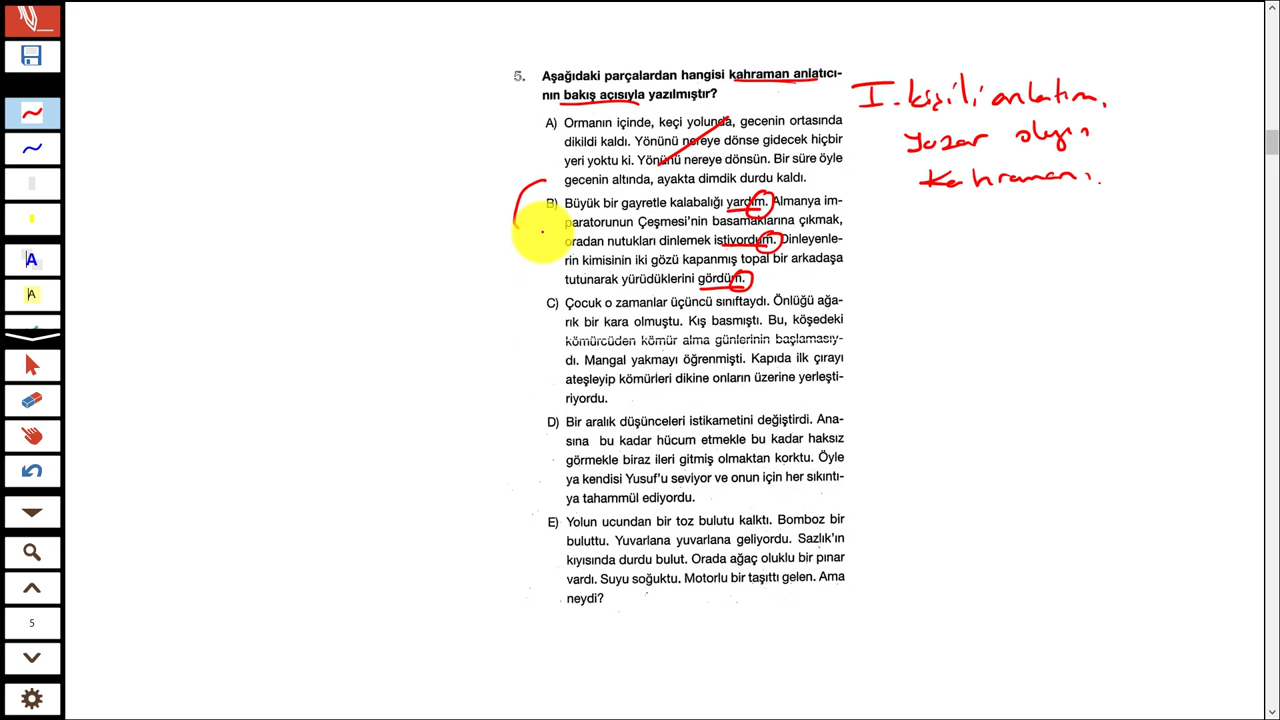 5. Aşağıdaki parçalardan hangisi kahraman anlatıcı-
nın bakış açısıyla yazılmıştır?
I. kişili anlatım,
yazar olayın
kahramanı.
A) Ormanın içinde, keçi yolunda, gecenin ortasında
dikildi kaldı. Yönünü nereye dönse gidecek hiçbir
yeri yoktu ki. Yönünü nereye dönsün. Bir süre öyle
gecenin altında, ayakta dimdik durdu kaldı.
B) Büyük bir gayretle kalabalığı yardım. Almanya im-
paratorunun Çeşmesi'nin basamaklarına çıkmak,
oradan nutukları dinlemek istiyordum. Dinleyenle-
rin kimisinin iki gözü kapanmış topal bir arkadaşa
tutunarak yürüdüklerini gördüm.
C) Çocuk o zamanlar üçüncü sınıftaydı. Önlüğü ağa-
rık bir kara olmuştu. Kış basmıştı. Bu, köşedeki
kömürcüden kömür alma günlerinin başlamasıy-
dı. Mangal yakmayı öğrenmişti. Kapıda ilk çırayı
ateşleyip kömürleri dikine onların üzerine yerleşti-
riyordu.
D) Bir aralık düşünceleri istikametini değiştirdi. Ana-
sına bu kadar hücum etmekle bu kadar haksız
görmekle biraz ileri gitmiş olmaktan korktu. Öyle
ya kendisi Yusuf'u seviyor ve onun için her sıkıntı-
ya tahammül ediyordu.
E) Yolun ucundan bir toz bulutu kalktı. Bomboz bir
buluttu. Yuvarlana yuvarlana geliyordu. Sazlık'ın
kıyısında durdu bulut. Orada ağaç oluklu bir pınar
vardı. Suyu soğuktu. Motorlu bir taşıttı gelen. Ama
neydi?
A
A
5